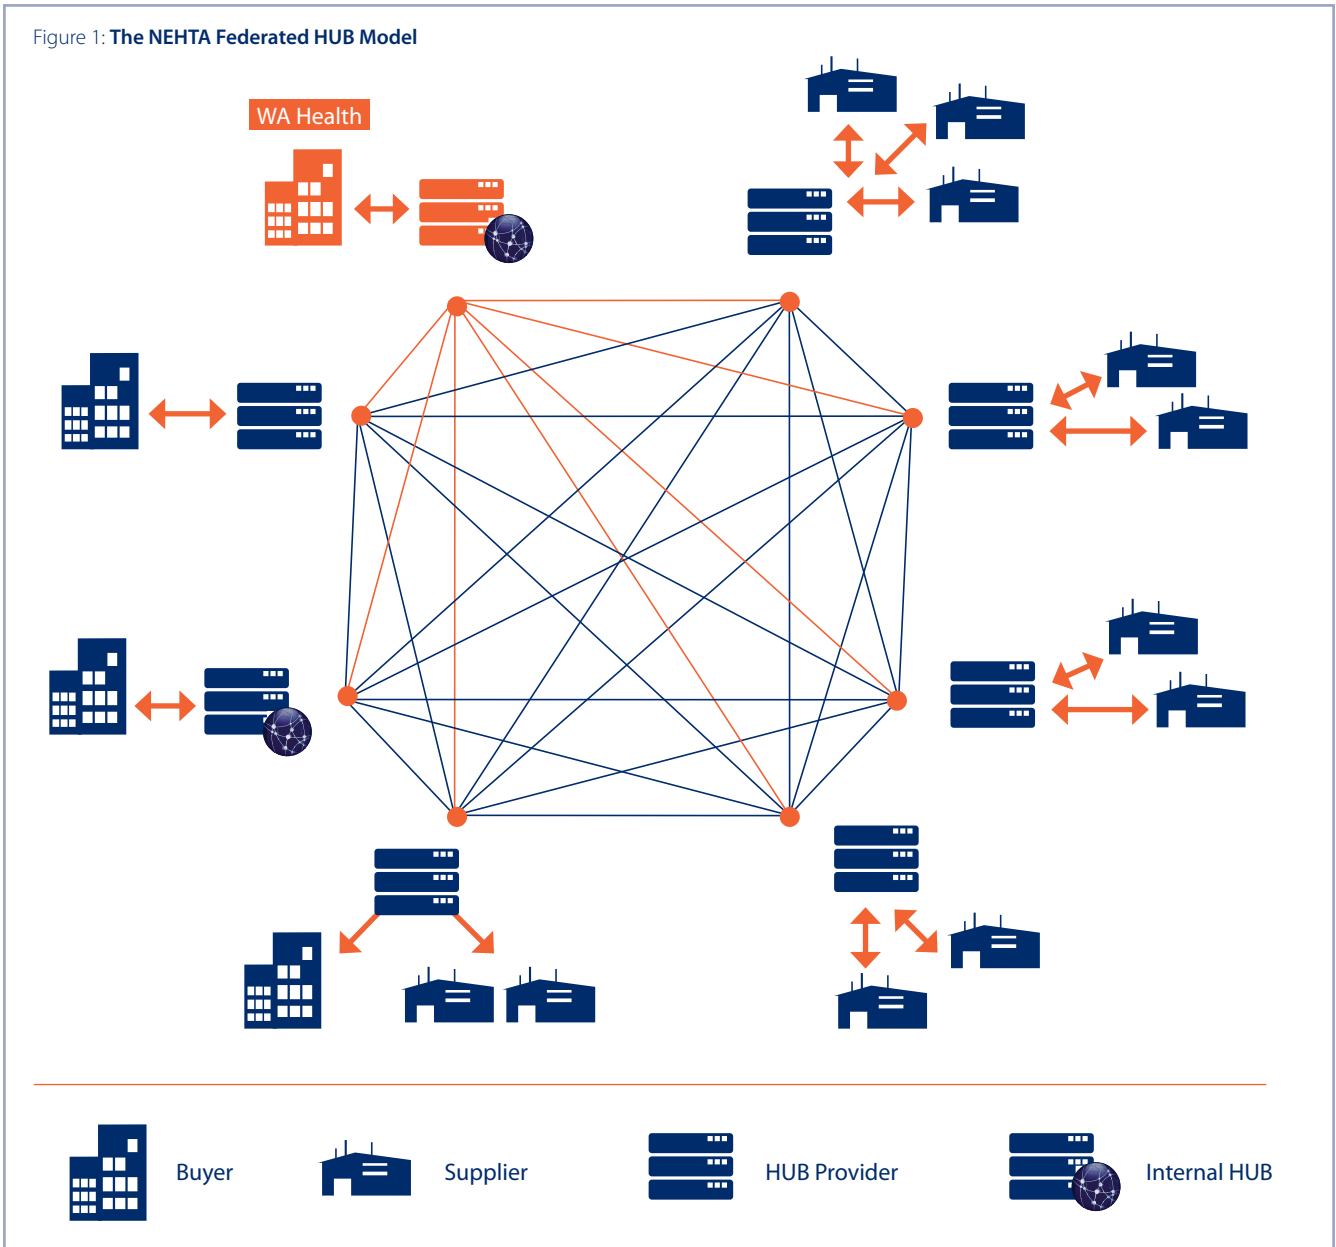 Figure 1: The NEHTA Federated HUB Model
WA Health
Buyer
Supplier
HUB Provider
Internal HUB